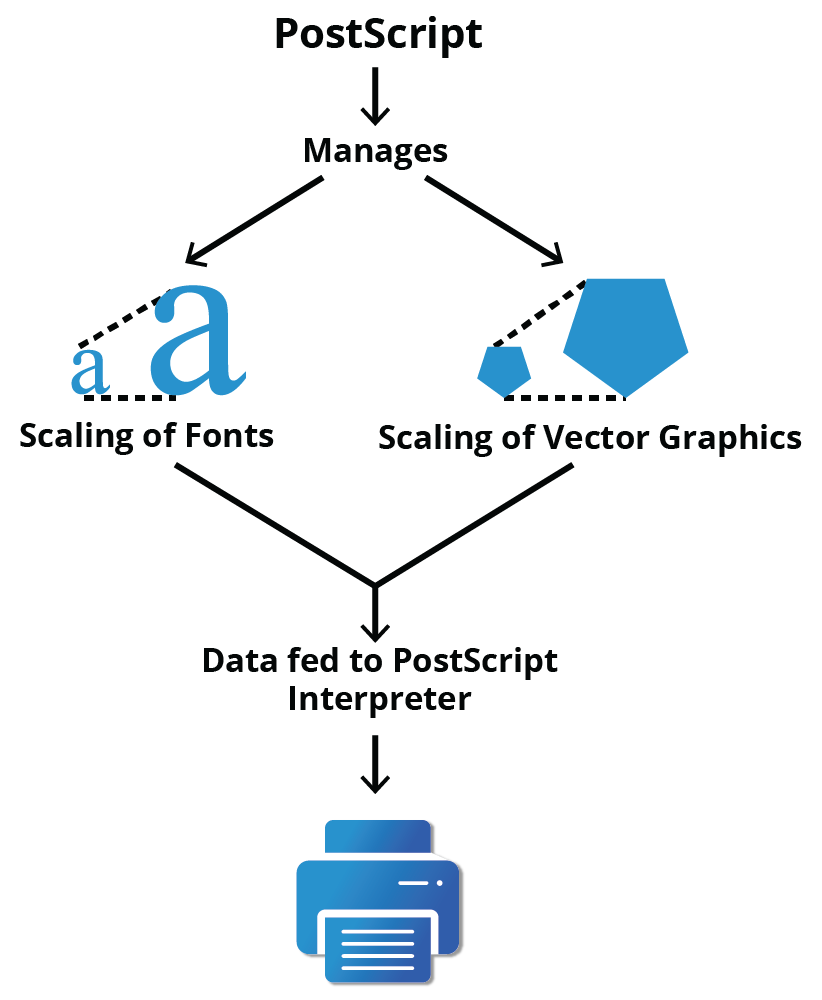 PostScript
Manages
a
a
Scaling of Fonts
Scaling of Vector Graphics
Data fed to PostScript
Interpreter